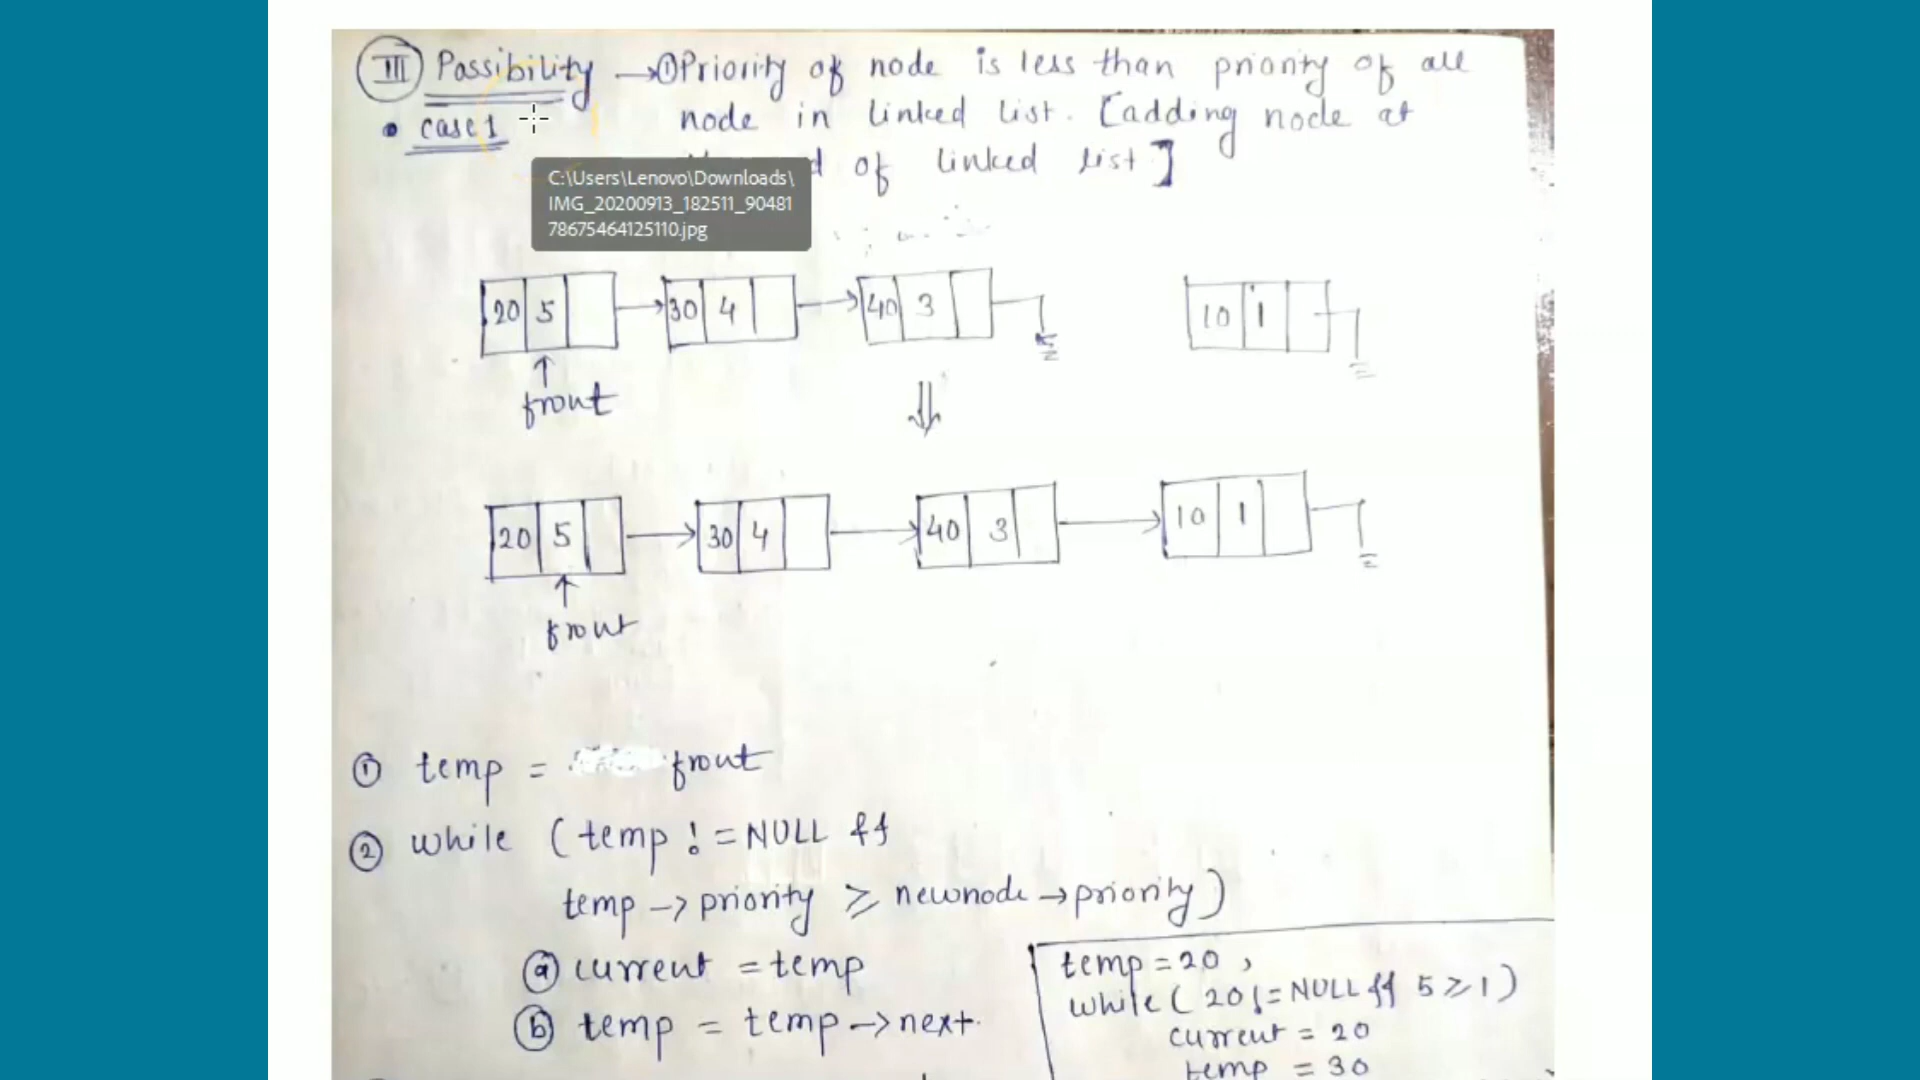 III Possibility → ① Priority of node is less than priority of all
• case 1
node in linked list. [adding node at
of linked list]
C:\Users\Lenovo\Downloads\
IMG_20200913_182511_90481
78675464125110.jpg
20 5 30 4 40 3 10 1
front
20 5 30 4 40 3 10 1
front
① temp = front
② while (temp != NULL &&
temp → priority ≥ newnode → priority)
ⓐ current = temp
ⓑ temp = temp → next.
temp = 20 ,
while ( 20 != NULL && 5 ≥ 1 )
current = 20
temp = 30